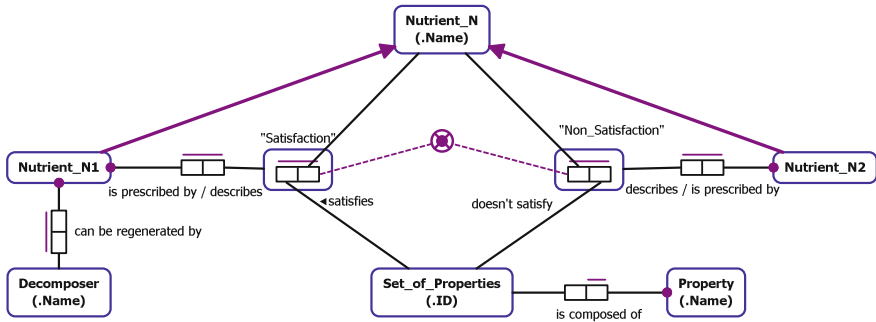 Nutrient_N
(.Name)
"Satisfaction"
"Non_Satisfaction"
Nutrient_N1
Nutrient_N2
is prescribed by / describes
describes / is prescribed by
◄satisfies
doesn't satisfy
can be regenerated by
Decomposer
(.Name)
Set_of_Properties
(.ID)
Property
(.Name)
is composed of